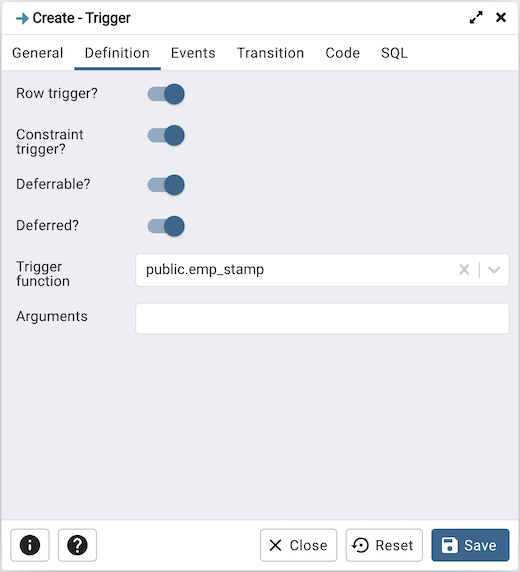 Create - Trigger
General Definition Events Transition Code SQL
Row trigger?
Constraint
trigger?
Deferrable?
Deferred?
Trigger
function
public.emp_stamp
Arguments
Close Reset Save